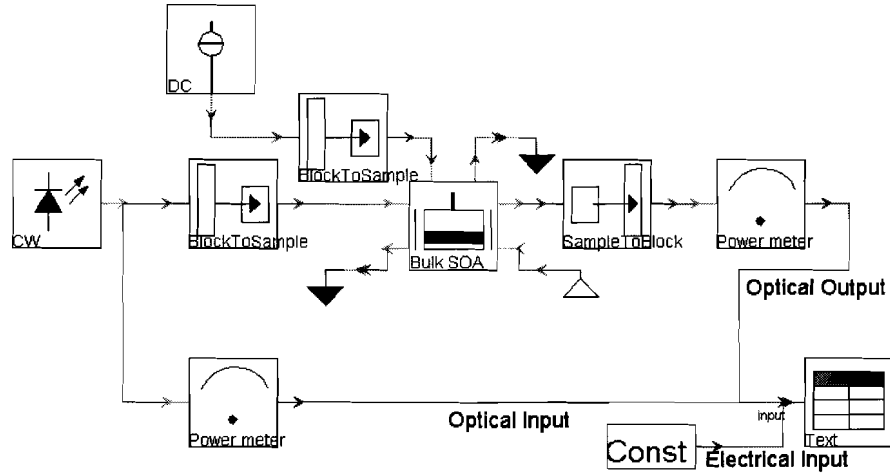 DC
BlockToSample
CW
BlockToSample
Bulk SOA
SampleToBlock
Power meter
Optical Output
Power meter
Optical Input
input
Text
Const
Electrical Input